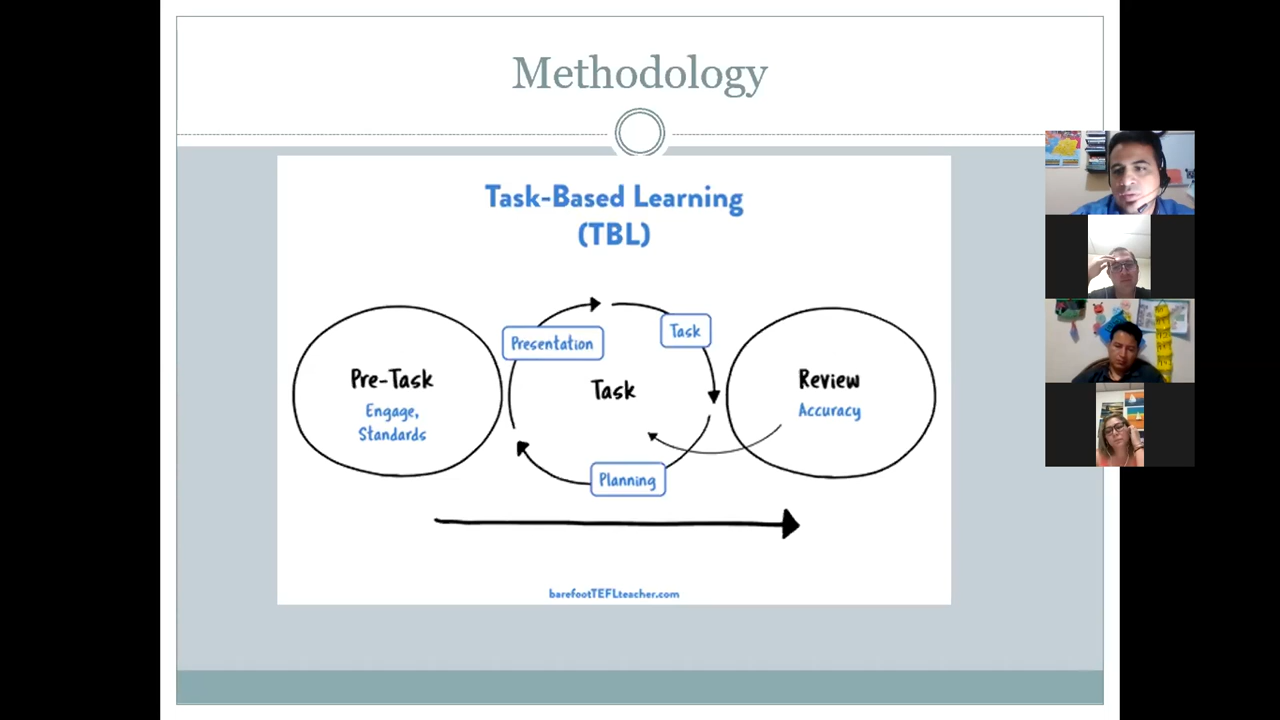 Methodology
Task-Based Learning
(TBL)
Presentation
Task
Pre-Task
Engage,
Standards
Task
Review
Accuracy
Planning
barefootTEFLteacher.com